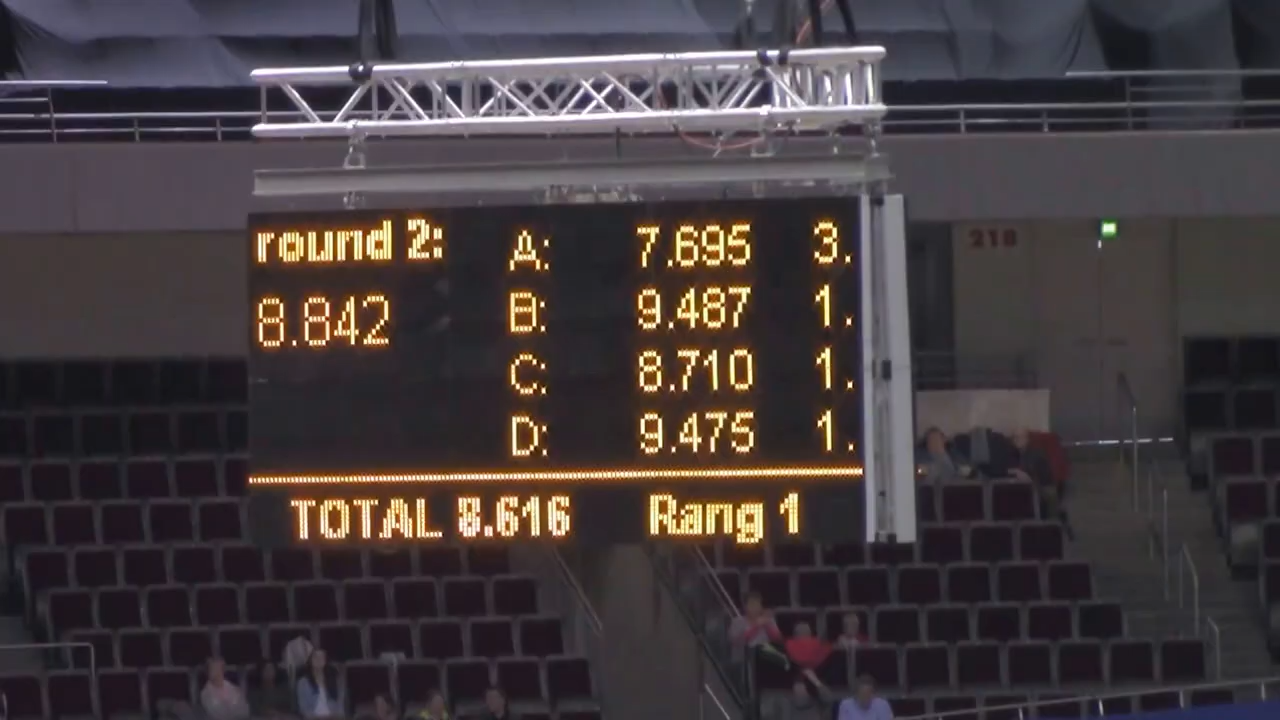 round 2: A: 7.695 3.
8.842 B: 9.487 1.
C: 8.710 1.
D: 9.475 1.
TOTAL 8.616 Rang 1
218